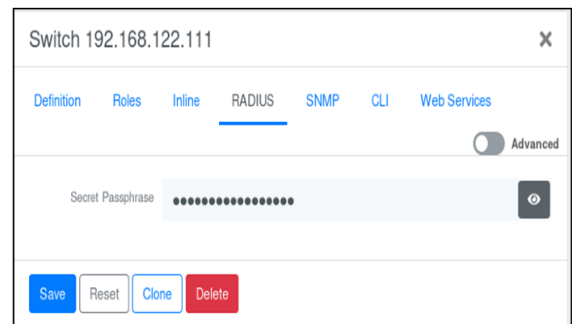 Switch 192.168.122.111
Definition Roles Inline RADIUS SNMP CLI Web Services
Advanced
Secret Passphrase •••••••••••••••••
Save Reset Clone Delete